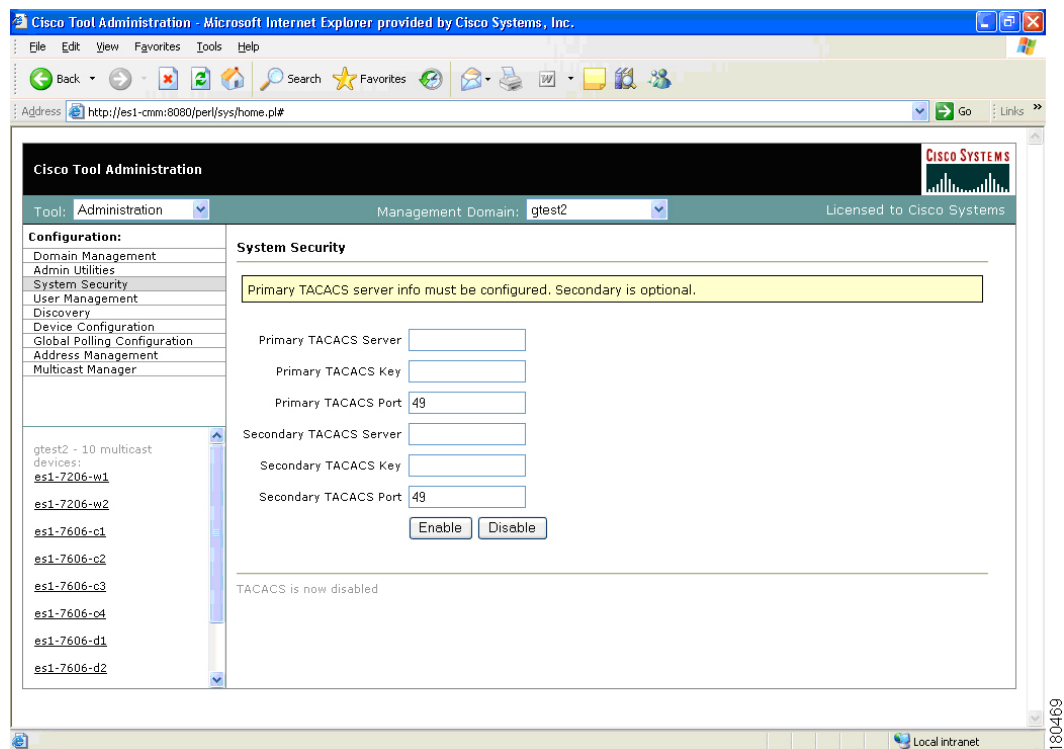 Cisco Tool Administration - Microsoft Internet Explorer provided by Cisco Systems, Inc.
File Edit View Favorites Tools Help
Back Search Favorites
Address http://es1-cmm:8080/perl/sys/home.pl# Go Links »
Cisco Tool Administration
CISCO SYSTEMS
Tool: Administration Management Domain: gtest2 Licensed to Cisco Systems
Configuration:
Domain Management
Admin Utilities
System Security
User Management
Discovery
Device Configuration
Global Polling Configuration
Address Management
Multicast Manager
gtest2 - 10 multicast
devices:
es1-7206-w1
es1-7206-w2
es1-7606-c1
es1-7606-c2
es1-7606-c3
es1-7606-c4
es1-7606-d1
es1-7606-d2
System Security
Primary TACACS server info must be configured. Secondary is optional.
Primary TACACS Server
Primary TACACS Key
Primary TACACS Port 49
Secondary TACACS Server
Secondary TACACS Key
Secondary TACACS Port 49
Enable Disable
TACACS is now disabled
Local intranet
180469